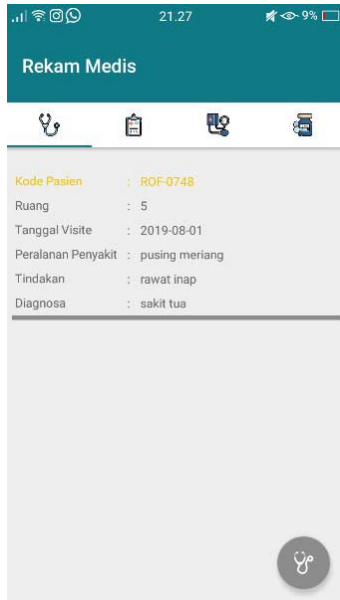 21.27
9%
Rekam Medis
Kode Pasien : ROF-0748
Ruang : 5
Tanggal Visite : 2019-08-01
Peralanan Penyakit : pusing meriang
Tindakan : rawat inap
Diagnosa : sakit tua